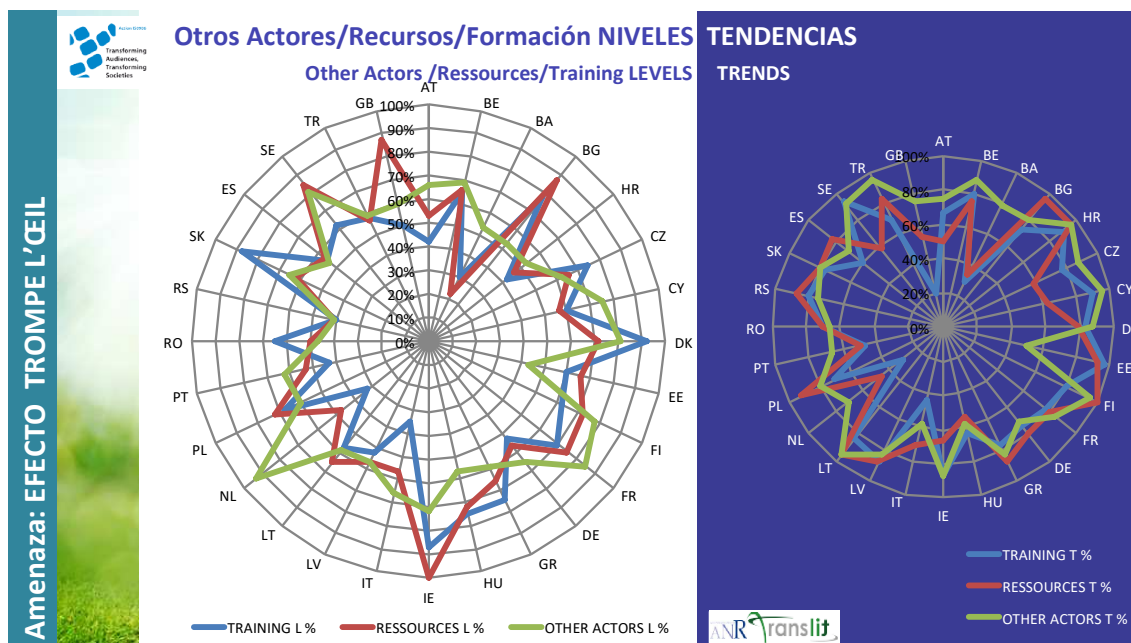 Amenaza: EFECTO TROMPE L’ŒIL
Action IS0906
Transforming
Audiences,
Transforming
Societies
Otros Actores/Recursos/Formación NIVELES TENDENCIAS
Other Actors /Ressources/Training LEVELS TRENDS
AT
BE
BA
BG
HR
CZ
CY
DK
EE
FI
FR
DE
GR
HU
IE
IT
LV
LT
NL
PL
PT
RO
RS
SK
ES
SE
TR
GB
100%
90%
80%
70%
60%
50%
40%
30%
20%
10%
0%
TRAINING L %
RESSOURCES L %
OTHER ACTORS L %
AT
BE
BA
BG
HR
CZ
CY
D
EE
FI
FR
DE
GR
HU
IE
IT
LV
LT
NL
PL
PT
RO
RS
SK
ES
SE
TR
GB
100%
80%
60%
40%
20%
0%
TRAINING T %
RESSOURCES T %
OTHER ACTORS T %
ANR Translit